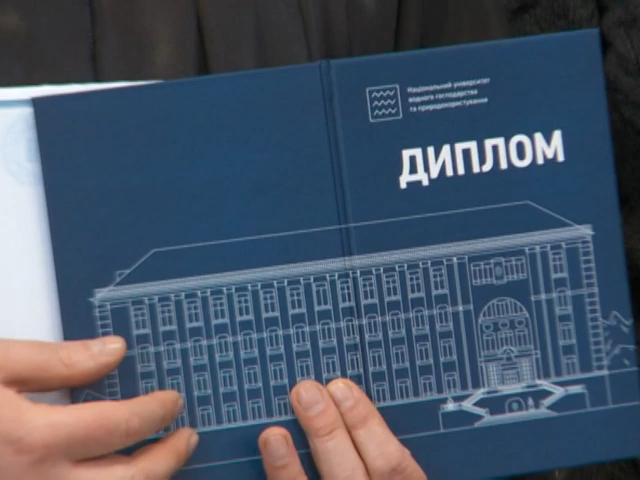 Національний університет
водного господарства
та природокористування
ДИПЛОМ